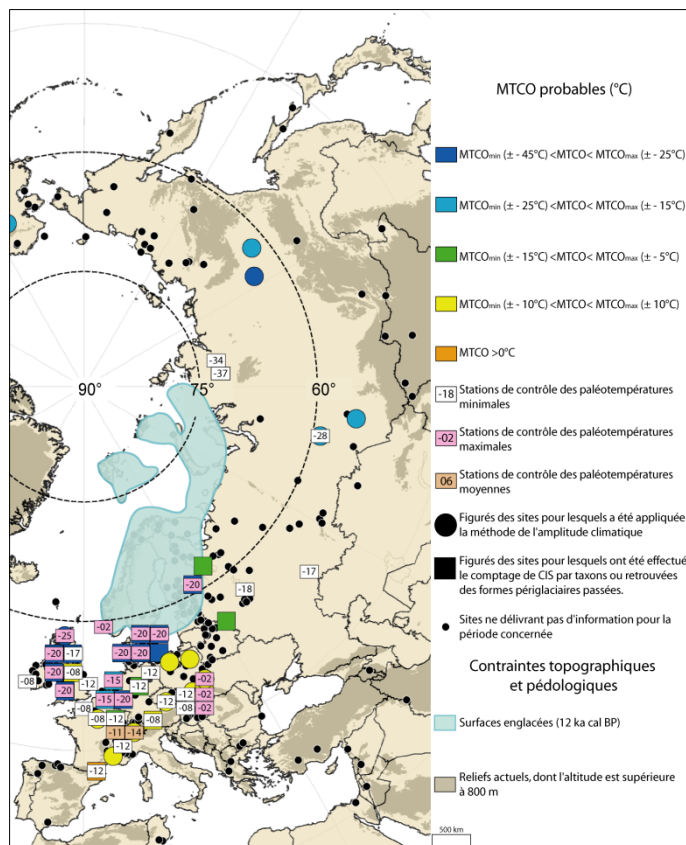 MTCO probables (°C)
MTCOmin (± - 45°C) <MTCO< MTCOmax (± - 25°C)
MTCOmin (± - 25°C) <MTCO< MTCOmax (± - 15°C)
MTCOmin (± - 15°C) <MTCO< MTCOmax (± - 5°C)
MTCOmin (± - 10°C) <MTCO< MTCOmax (± 10°C)
MTCO >0°C
-18 Stations de contrôle des paléotempératures
minimales
-02 Stations de contrôle des paléotempératures
maximales
06 Stations de contrôle des paléotempératures
moyennes
Figurés des sites pour lesquels a été appliquée
la méthode de l'amplitude climatique
Figurés des sites pour lesquels ont été effectué
le comptage de CIS par taxons ou retrouvées
des formes périglaciaires passées.
Sites ne délivrant pas d'information pour la
période concernée
Contraintes topographiques
et pédologiques
Surfaces englacées (12 ka cal BP)
Reliefs actuels, dont l'altitude est supérieure
à 800 m
500 km
-34
-37
90° 75° 60°
-28
-17
-20 -18
-02
-25 -20 -20
-20 -17 -20 -20
-08 -08 -12 -12
-20 -15 -12 -12 -02
-08 -15 -20 -12 -08 -02
-08 -12 -08 -02
-11 -14
-12
-12